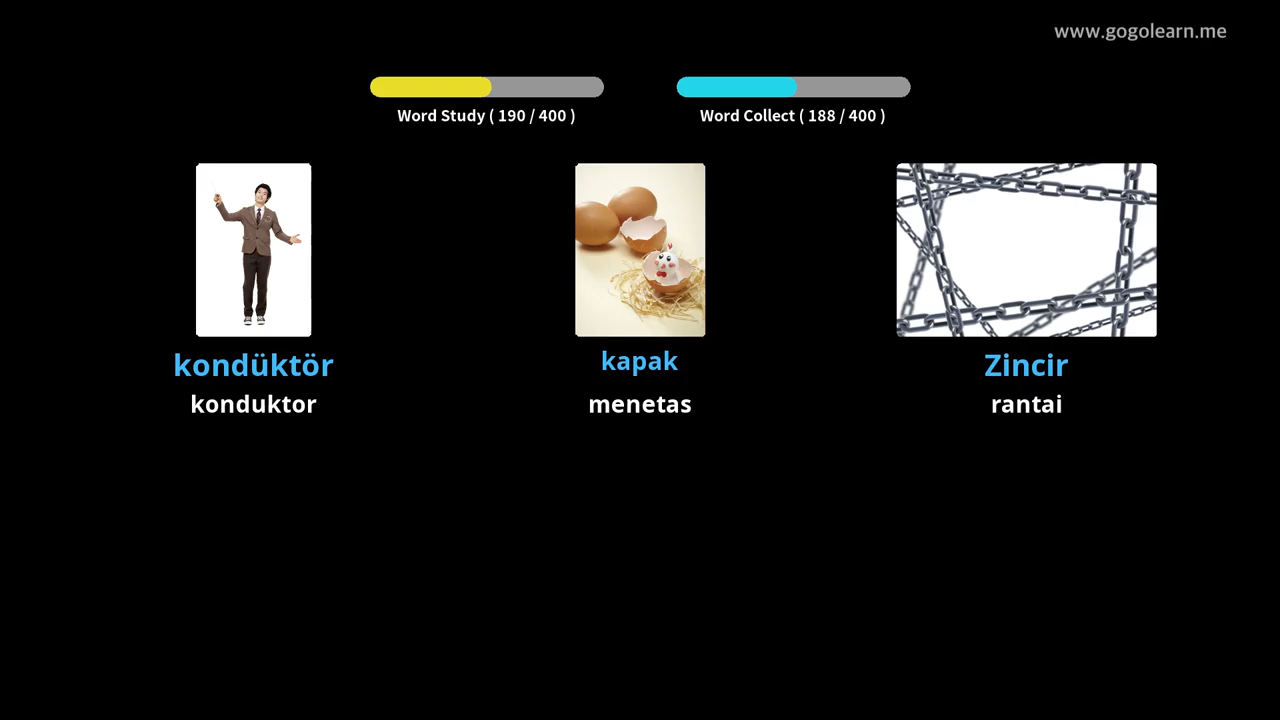 www.gogolearn.me
Word Study ( 190 / 400 )
Word Collect ( 188 / 400 )
kondüktör
konduktor
kapak
menetas
Zincir
rantai